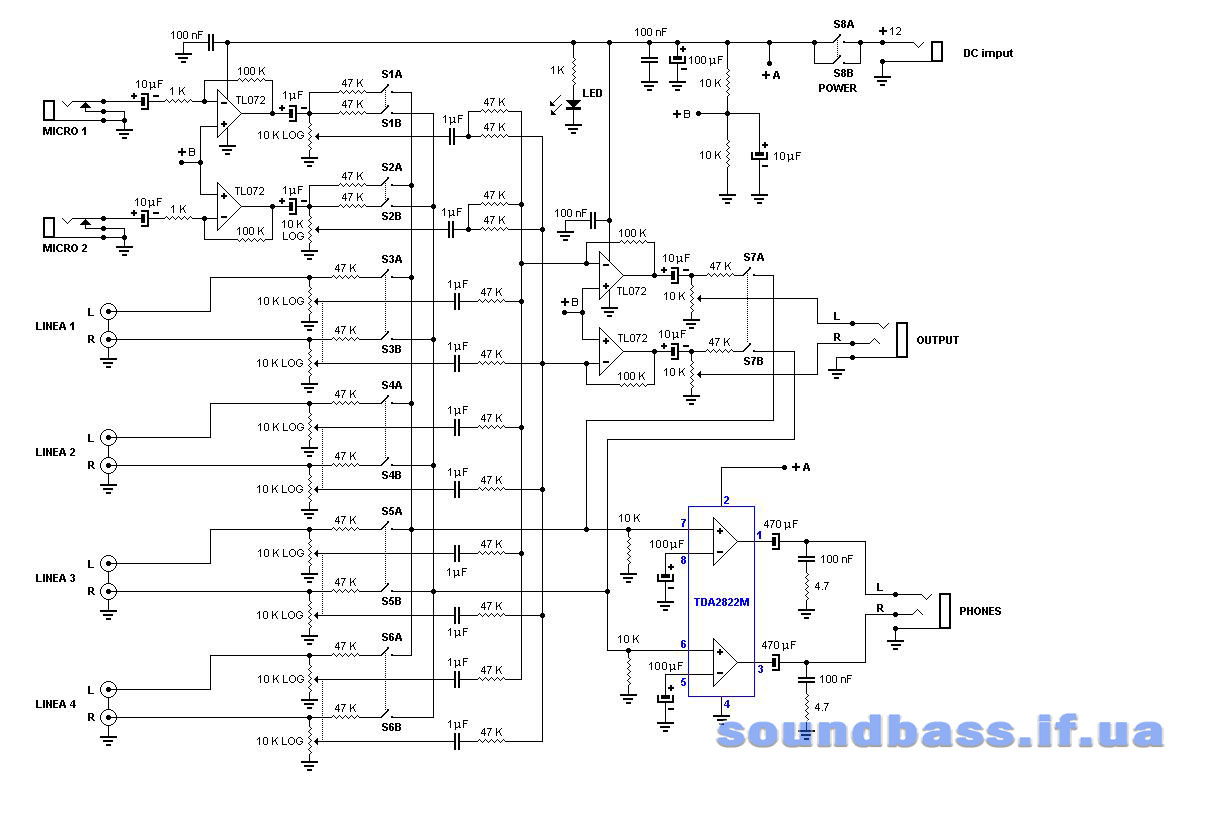 S8A
100 nF
+ 12
100 nF
100 µF
DC imput
+ A
S8B
POWER
1K
LED
10 K
+ B
10 K
10µF
100 K
10µF
1 K
TL072
1µF
47 K
S1A
47 K
S1B
10 K LOG
MICRO 1
1µF
47 K
47 K
+ B
S2A
47 K
10µF
1 K
TL072
1µF
47 K
S2B
10 K
LOG
100 K
MICRO 2
1µF
47 K
47 K
100 nF
100 K
10µF
47 K
S7A
TL072
10 K
+B
TL072
10µF
47 K
S7B
100 K
10 K
L
R
OUTPUT
47 K
S3A
L
10 K LOG
1µF
47 K
LINEA 1
R
47 K
S3B
10 K LOG
1µF
47 K
47 K
S4A
L
10 K LOG
1µF
47 K
LINEA 2
R
47 K
S4B
10 K LOG
1µF
47 K
47 K
S5A
L
10 K LOG
47 K
1µF
LINEA 3
R
47 K
S5B
10 K LOG
47 K
1µF
47 K
S6A
L
10 K LOG
1µF
47 K
LINEA 4
R
47 K
S6B
10 K LOG
1µF
47 K
+ A
2
10 K
7
1
470 µF
100µF
8
100 nF
4.7
TDA2822M
L
R
PHONES
10 K
6
3
470 µF
100µF
5
4
100 nF
4.7
soundbass.if.ua